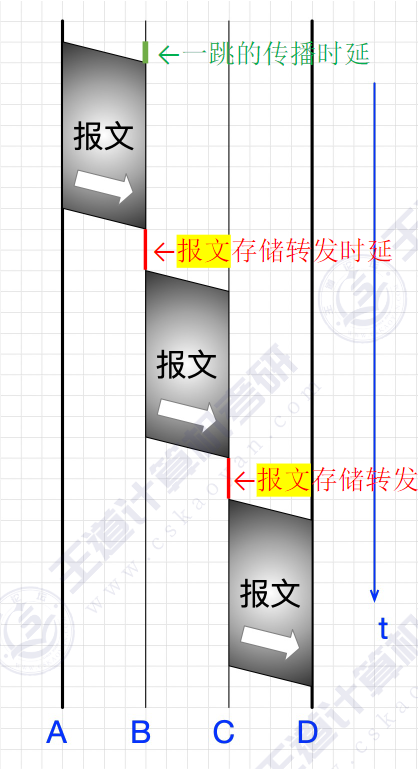 ←一跳的传播时延
报文
←报文存储转发时延
报文
←报文存储转发
报文
t
A B C D
王道计算机考研
www.cskaoyan.com